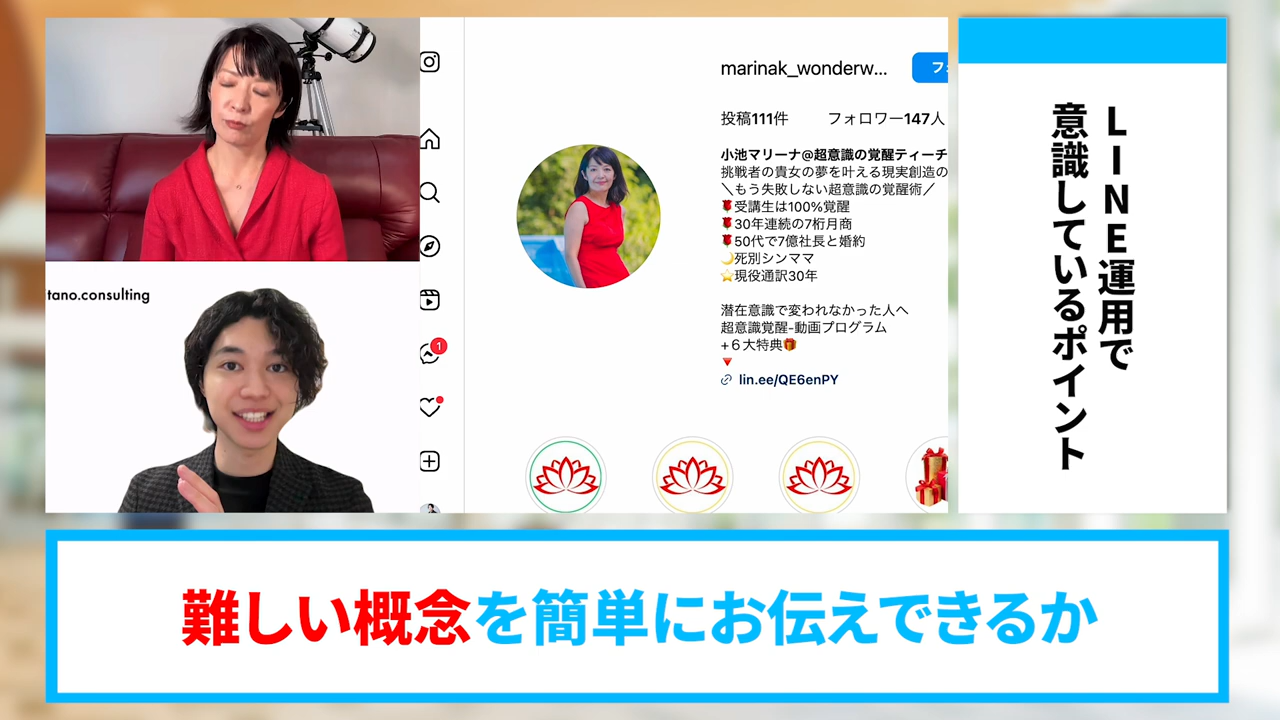 tano.consulting
1
marinak_wonderw...
フォ
投稿111件
フォロワー147人
小池マリーナ@超意識の覚醒ティーチ
挑戦者の貴女の夢を叶える現実創造の
＼もう失敗しない超意識の覚醒術／
🌹受講生は100%覚醒
🌹30年連続の7桁月商
🌹50代で7億社長と婚約
🌙死別シンママ
⭐現役通訳30年
潜在意識で変われなかった人へ
超意識覚醒-動画プログラム
+６大特典🎁
🔻
lin.ee/QE6enPY
LINE運用で
意識しているポイント
難しい概念を簡単にお伝えできるか